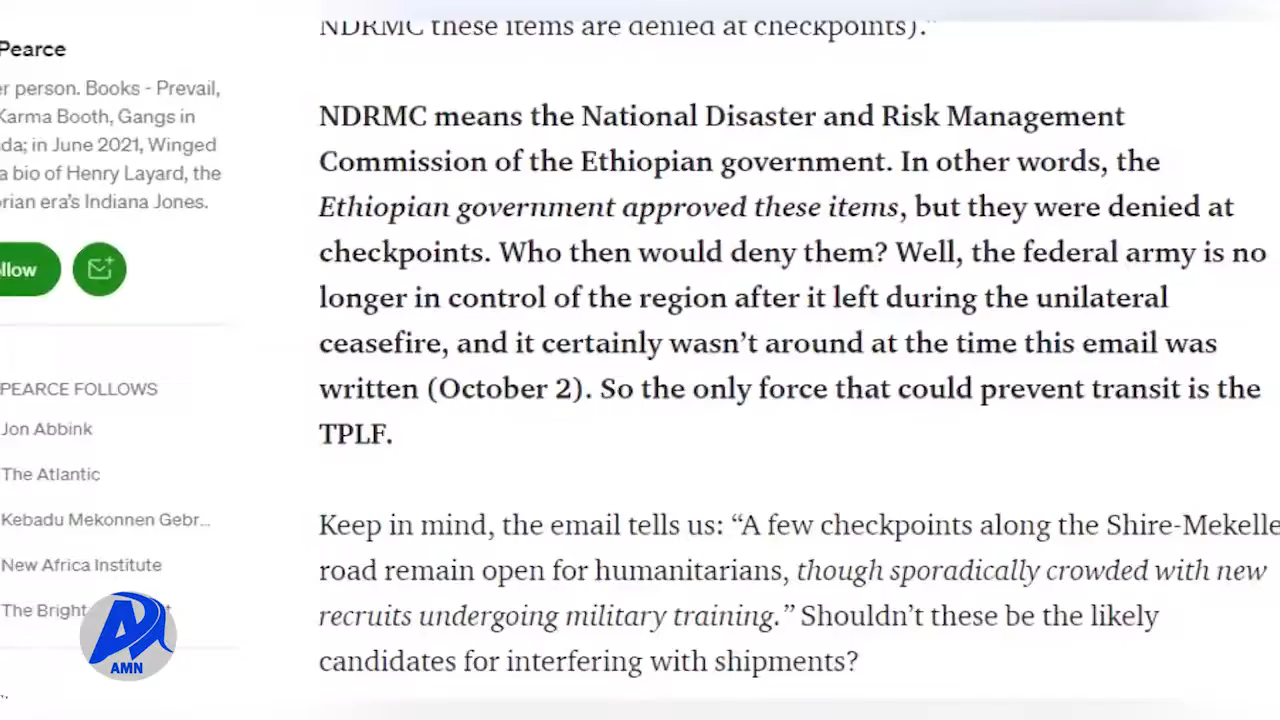 Pearce
er person. Books - Prevail,
Karma Booth, Gangs in
da; in June 2021, Winged
a bio of Henry Layard, the
rian era's Indiana Jones.
llow
PEARCE FOLLOWS
Jon Abbink
The Atlantic
Kebadu Mekonnen Gebr...
New Africa Institute
The Bright
AMN
NDRMC these items are denied at checkpoints)."
NDRMC means the National Disaster and Risk Management
Commission of the Ethiopian government. In other words, the
Ethiopian government approved these items, but they were denied at
checkpoints. Who then would deny them? Well, the federal army is no
longer in control of the region after it left during the unilateral
ceasefire, and it certainly wasn't around at the time this email was
written (October 2). So the only force that could prevent transit is the
TPLF.
Keep in mind, the email tells us: “A few checkpoints along the Shire-Mekelle
road remain open for humanitarians, though sporadically crowded with new
recruits undergoing military training.” Shouldn't these be the likely
candidates for interfering with shipments?